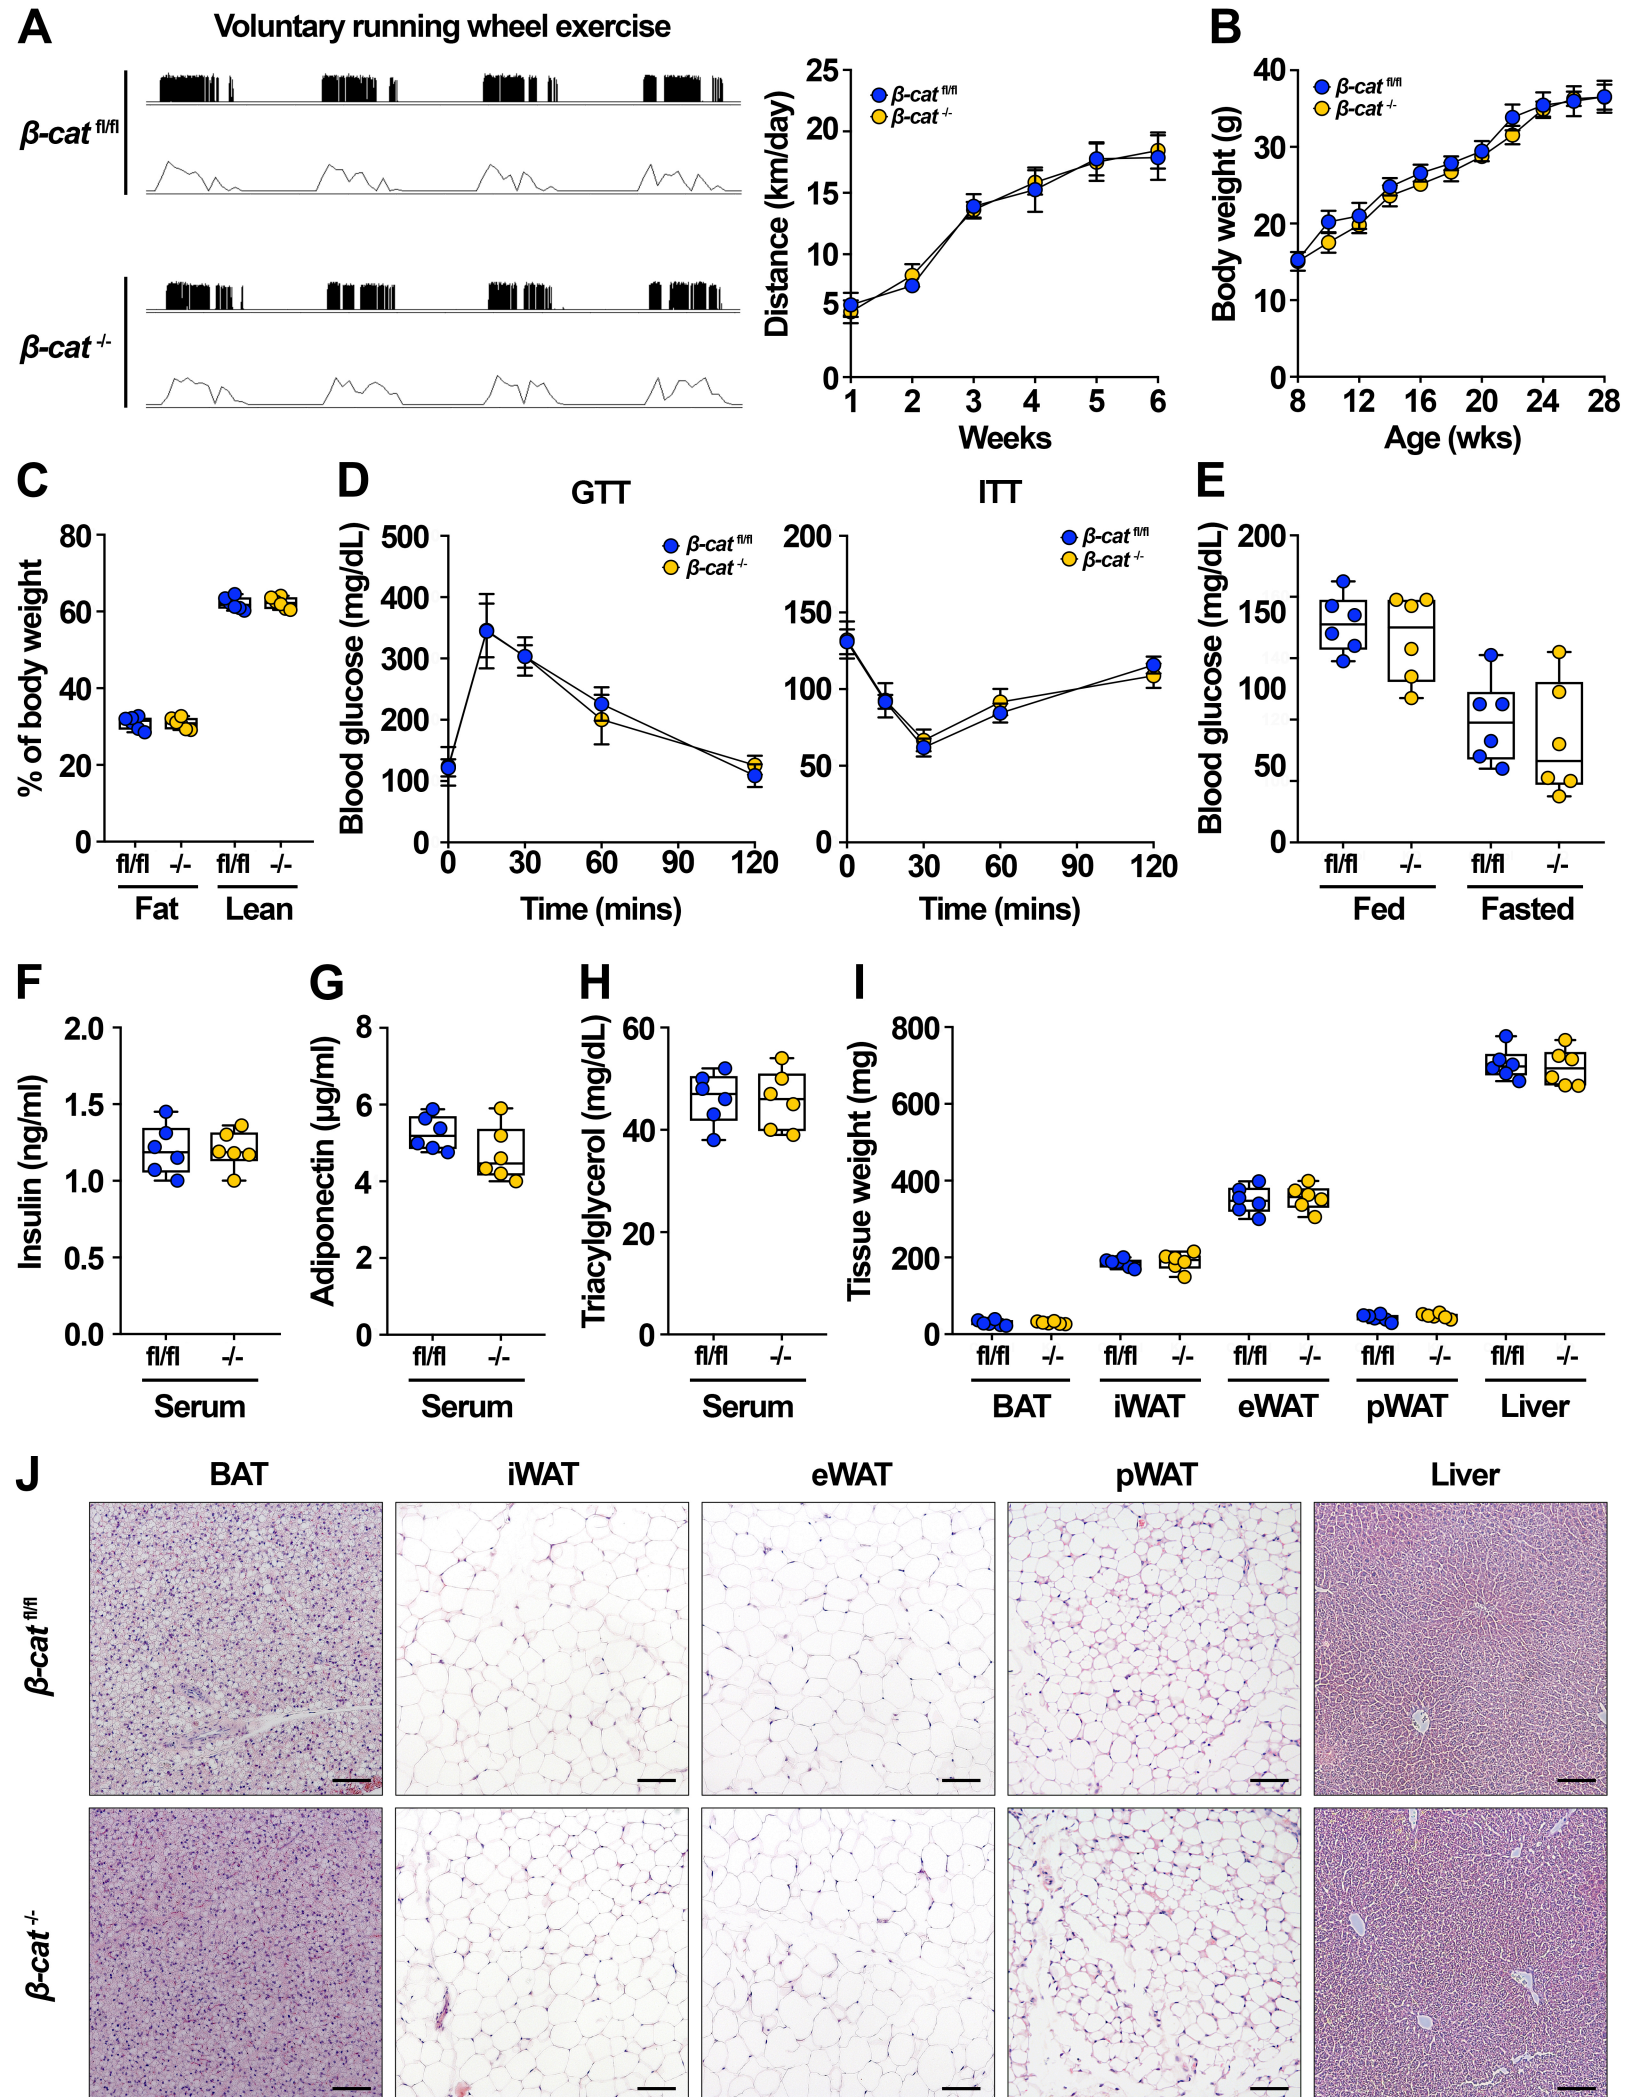 A
Voluntary running wheel exercise
β-cat fl/fl
β-cat -/-
Distance (km/day)
25
20
15
10
5
0
β-cat fl/fl
β-cat -/-
1 2 3 4 5 6
Weeks
B
Body weight (g)
40
30
20
10
0
β-cat fl/fl
β-cat -/-
8 12 16 20 24 28
Age (wks)
C
% of body weight
80
60
40
20
0
fl/fl -/- fl/fl -/-
Fat Lean
D
GTT
Blood glucose (mg/dL)
500
400
300
200
100
0
β-cat fl/fl
β-cat -/-
0 30 60 90 120
Time (mins)
ITT
200
150
100
50
0
β-cat fl/fl
β-cat -/-
0 30 60 90 120
Time (mins)
E
Blood glucose (mg/dL)
200
150
140
100
120
50
0
fl/fl -/- fl/fl -/-
Fed Fasted
F
Insulin (ng/ml)
2.0
1.5
1.0
0.5
0.0
fl/fl -/-
Serum
G
Adiponectin (μg/ml)
8
6
4
2
0
fl/fl -/-
Serum
H
Triacylglycerol (mg/dL)
60
40
20
0
fl/fl -/-
Serum
I
Tissue weight (mg)
800
600
400
200
0
fl/fl -/- fl/fl -/- fl/fl -/- fl/fl -/- fl/fl -/-
BAT iWAT eWAT pWAT Liver
J
BAT iWAT eWAT pWAT Liver
β-cat fl/fl
β-cat -/-